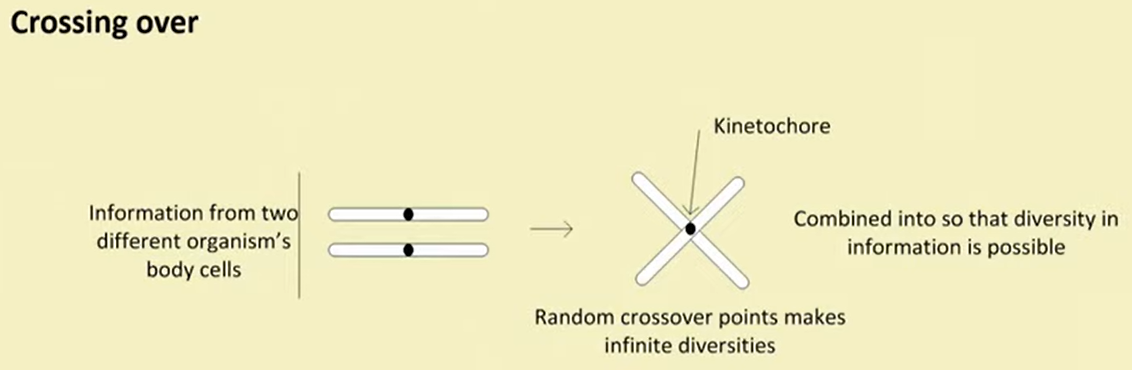 Crossing over
Kinetochore
Information from two
different organism's
body cells
Combined into so that diversity in
information is possible
Random crossover points makes
infinite diversities